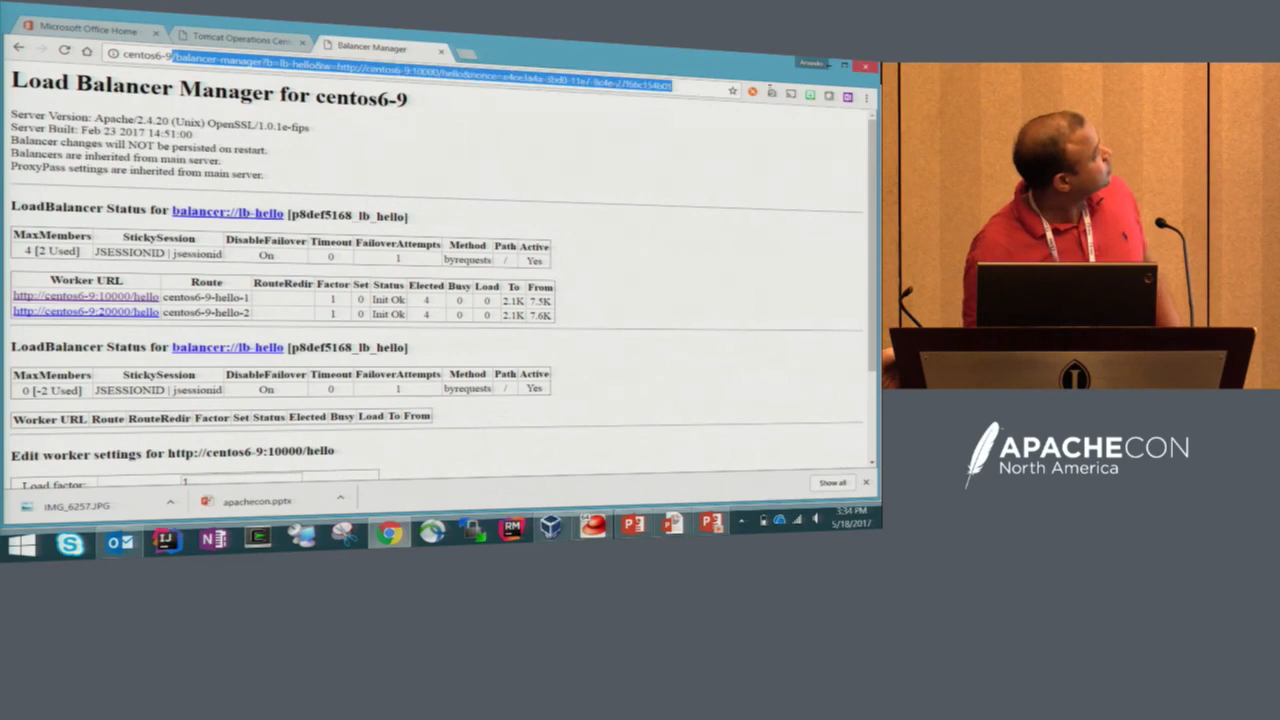 Microsoft Office Home
Tomcat Operations Cen
Balancer Manager
centos6-9/balancer-manager?b=lb-hello&w=http://centos6-9:10000/hello&nonce=
Load Balancer Manager for centos6-9
Server Version: Apache/2.4.20 (Unix) OpenSSL/1.0.1e-fips
Server Built: Feb 23 2017 14:51:00
Balancer changes will NOT be persisted on restart.
Balancers are inherited from main server.
ProxyPass settings are inherited from main server.
LoadBalancer Status for balancer://lb-hello [p8def5168_lb_hello]
MaxMembers StickySession DisableFailover Timeout FailoverAttempts Method Path Active
4 [2 Used] JSESSIONID | jsessionid On 0 1 byrequests / Yes
Worker URL Route RouteRedir Factor Set Status Elected Busy Load To From
http://centos6-9:10000/hello centos6-9-hello-1 1 0 Init Ok 4 0 0 2.1K 7.5K
http://centos6-9:20000/hello centos6-9-hello-2 1 0 Init Ok 4 0 0 2.1K 7.6K
LoadBalancer Status for balancer://lb-hello [p8def5168_lb_hello]
MaxMembers StickySession DisableFailover Timeout FailoverAttempts Method Path Active
0 [-2 Used] JSESSIONID | jsessionid On 0 1 byrequests / Yes
Worker URL Route RouteRedir Factor Set Status Elected Busy Load To From
Edit worker settings for http://centos6-9:10000/hello
Load factor: 1
IMG_6257.JPG
apachecon.pptx
Show all
3:34 PM
5/18/2017
APACHECON
North America